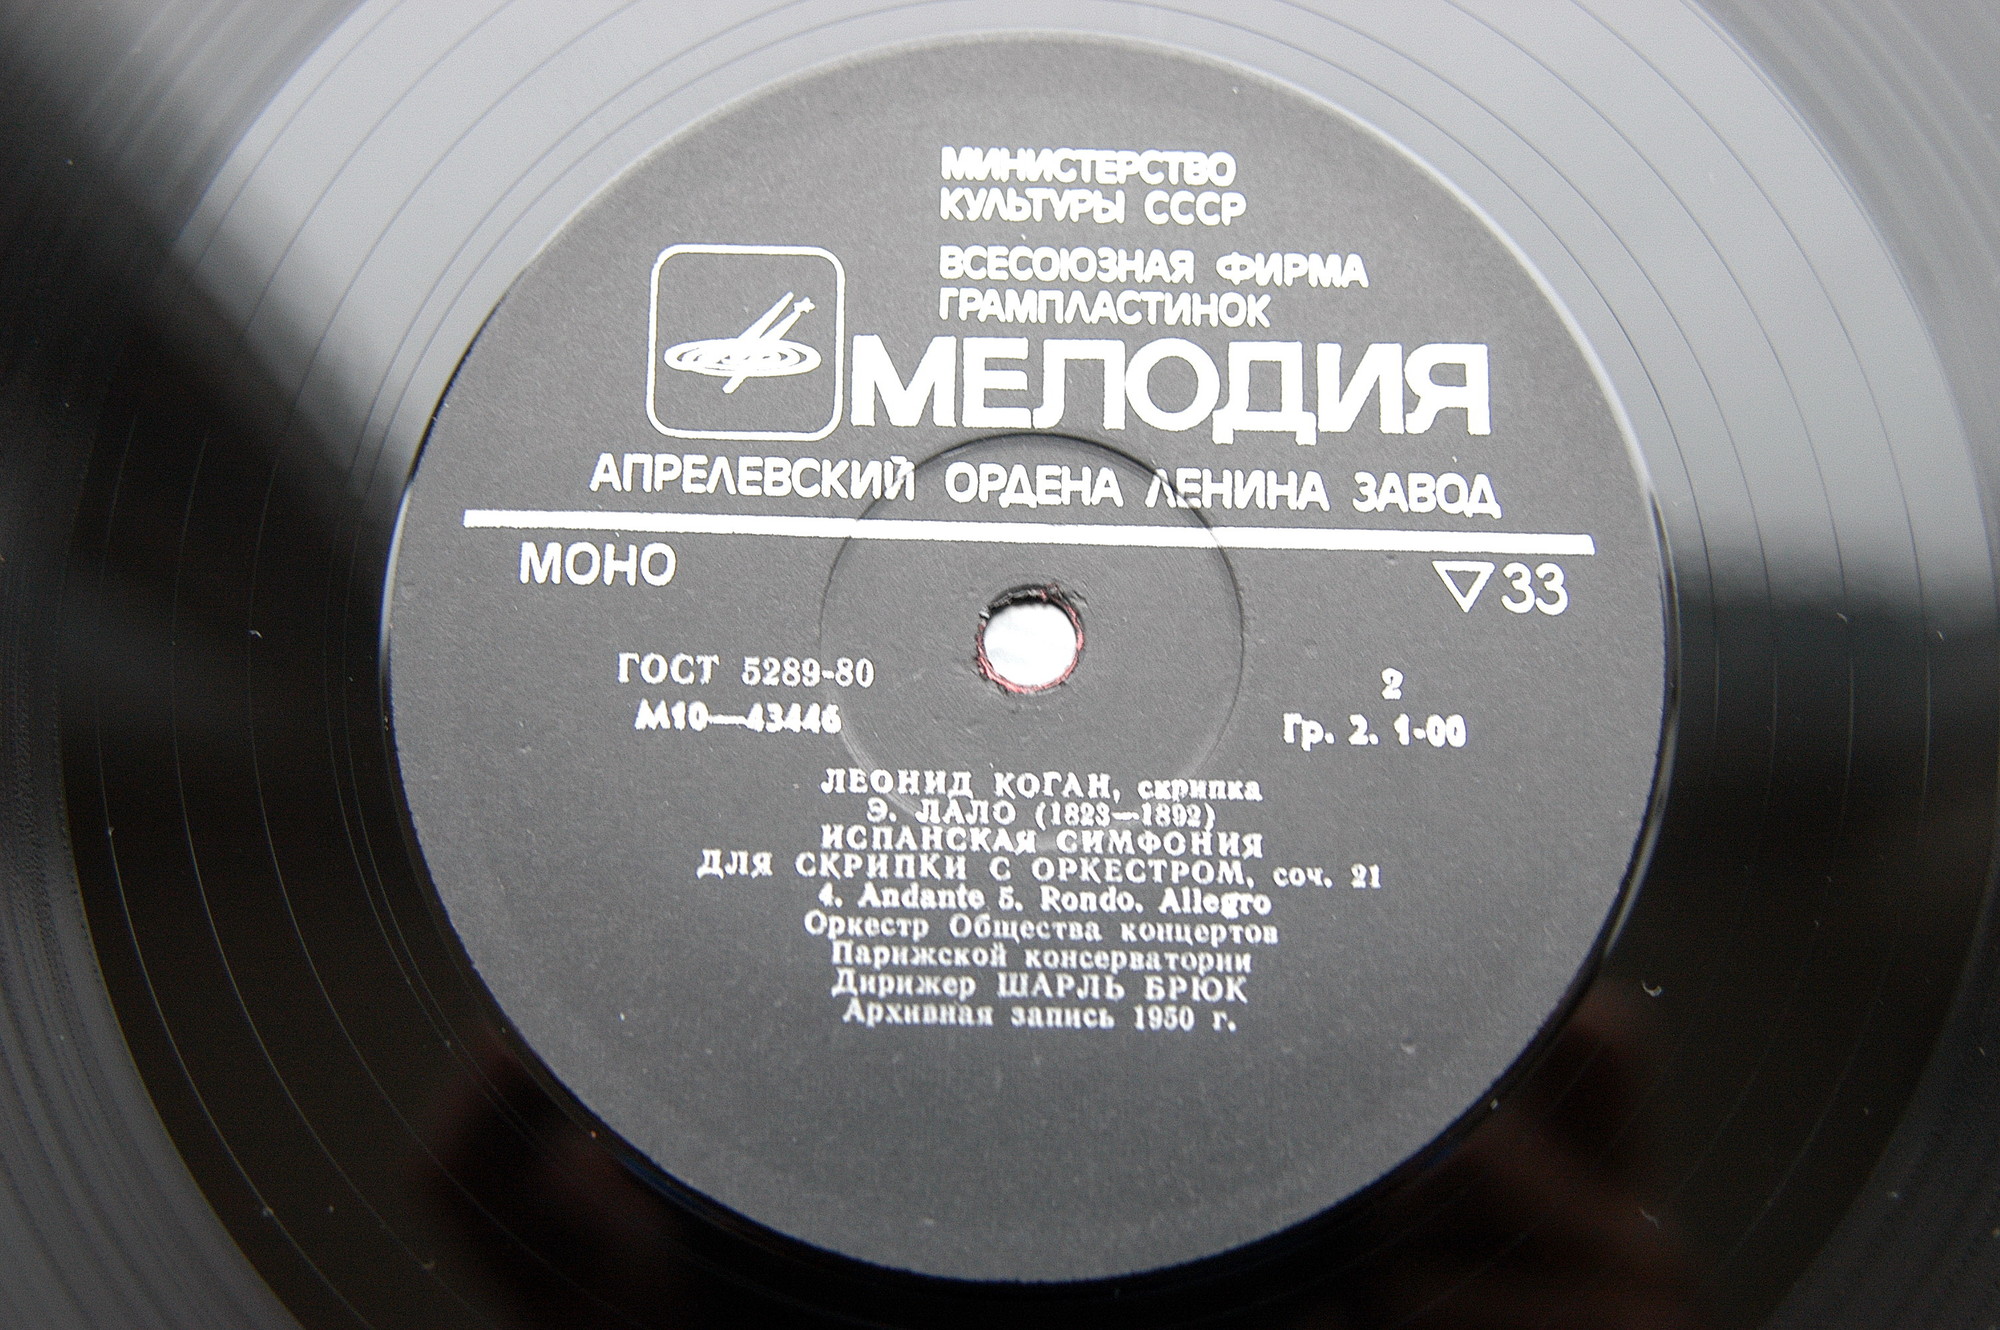 МИНИСТЕРСТВО
КУЛЬТУРЫ СССР
ВСЕСОЮЗНАЯ ФИРМА
ГРАМПЛАСТИНОК
МЕЛОДИЯ
АПРЕЛЕВСКИЙ ОРДЕНА ЛЕНИНА ЗАВОД
МОНО
▽33
ГОСТ 5289-80
2
М10—43446
Гр. 2. 1-00
ЛЕОНИД КОГАН, скрипка
Э. ЛАЛО (1823—1892)
ИСПАНСКАЯ СИМФОНИЯ
ДЛЯ СКРИПКИ С ОРКЕСТРОМ, соч. 21
4. Andante 5. Rondo. Allegro
Оркестр Общества концертов
Парижской консерватории
Дирижер ШАРЛЬ БРЮК
Архивная запись 1950 г.